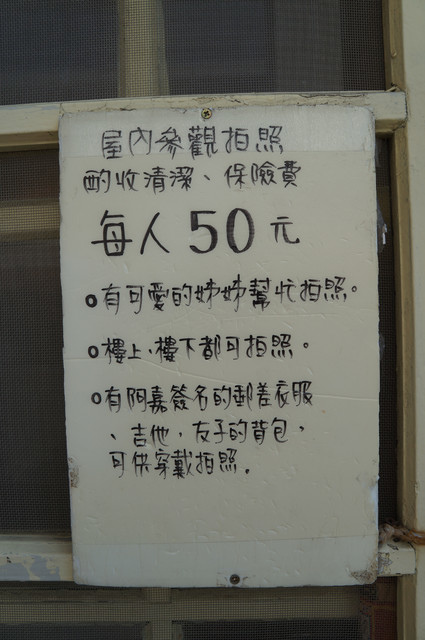 屋內參觀拍照
酌收清潔、保險費
每人50元
。有可愛的姊姊幫忙拍照。
。樓上、樓下都可拍照。
。有阿嘉簽名的郵差衣服
、吉他、友子的背包,
可供穿戴拍照.